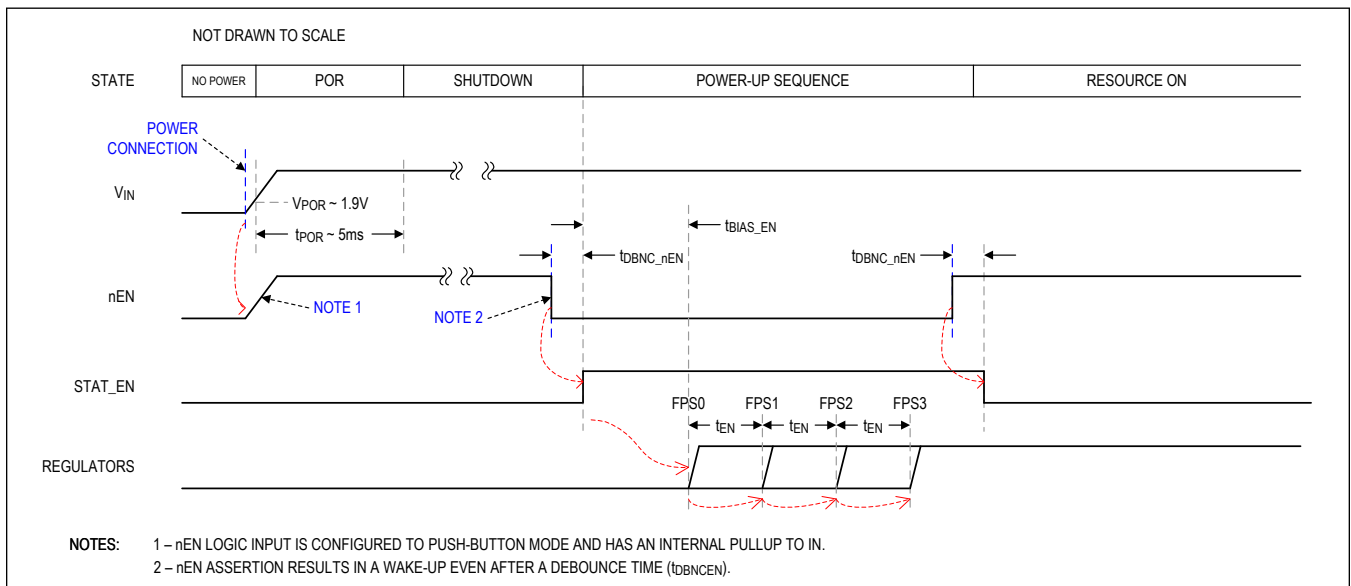 NOT DRAWN TO SCALE
STATE
NO POWER
POR
SHUTDOWN
POWER-UP SEQUENCE
RESOURCE ON
POWER
CONNECTION
VIN
VPOR ~ 1.9V
tPOR ~ 5ms
tBIAS_EN
tDBNC_nEN
tDBNC_nEN
nEN
NOTE 1
NOTE 2
STAT_EN
FPS0
FPS1
FPS2
FPS3
tEN
tEN
tEN
REGULATORS
NOTES:
1 – nEN LOGIC INPUT IS CONFIGURED TO PUSH-BUTTON MODE AND HAS AN INTERNAL PULLUP TO IN.
2 – nEN ASSERTION RESULTS IN A WAKE-UP EVEN AFTER A DEBOUNCE TIME (tDBNCEN).